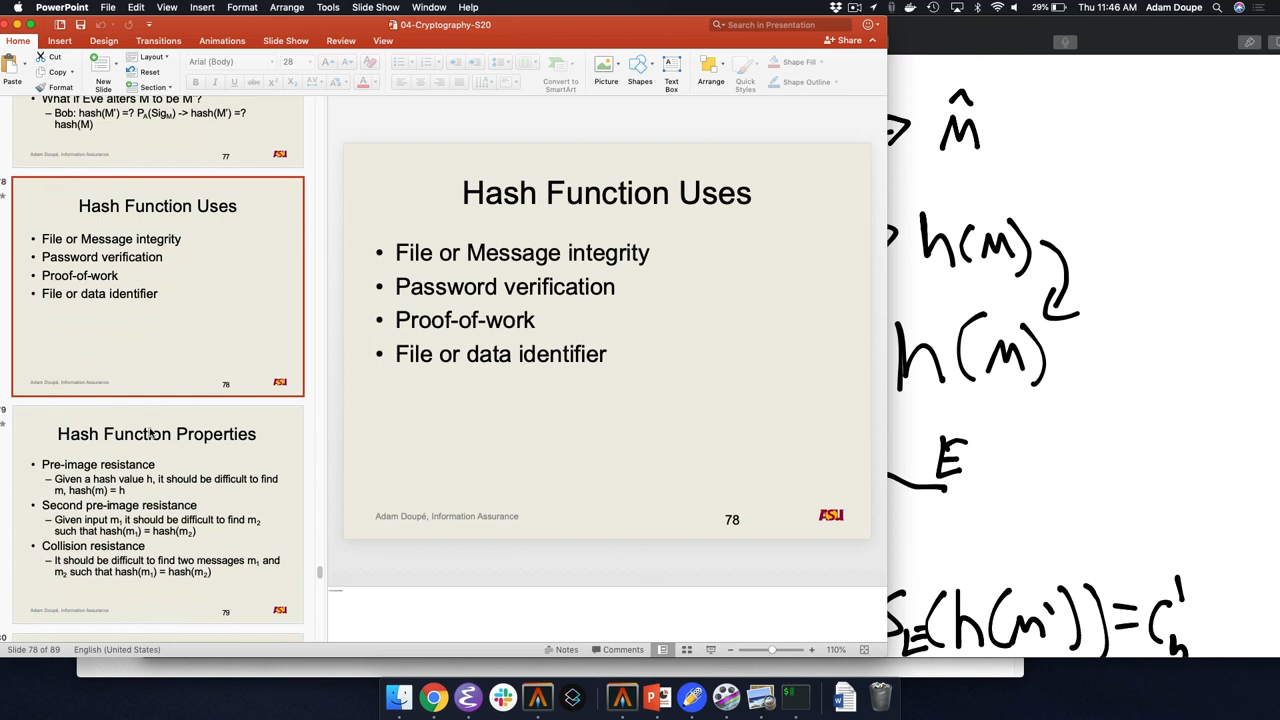 PowerPoint File Edit View Insert Format Arrange Tools Slide Show Window Help 29% Thu 11:46 AM Adam Doupe
04-Cryptography-S20
Search in Presentation
Home Insert Design Transitions Animations Slide Show Review View Share
Paste Cut Copy Format New Slide Layout Reset Section Arial (Body) 28 Convert to SmartArt Picture Shapes Text Box Arrange Quick Styles Shape Fill Shape Outline
What if Eve alters M to be M'?
– Bob: hash(M') =? P_A(Sig_M) -> hash(M') =?
hash(M)
Adam Doupé, Information Assurance 77 ASU
78
Hash Function Uses
• File or Message integrity
• Password verification
• Proof-of-work
• File or data identifier
Adam Doupé, Information Assurance 78 ASU
79
Hash Function Properties
• Pre-image resistance
– Given a hash value h, it should be difficult to find
m, hash(m) = h
• Second pre-image resistance
– Given input m₁ it should be difficult to find m₂
such that hash(m₁) = hash(m₂)
• Collision resistance
– It should be difficult to find two messages m₁ and
m₂ such that hash(m₁) = hash(m₂)
Adam Doupé, Information Assurance 79 ASU
Hash Function Uses
• File or Message integrity
• Password verification
• Proof-of-work
• File or data identifier
Adam Doupé, Information Assurance 78 ASU
M̂
h(M)
h(M)
E
(h(m'))=C'h
Slide 78 of 89 English (United States) Notes Comments 110%